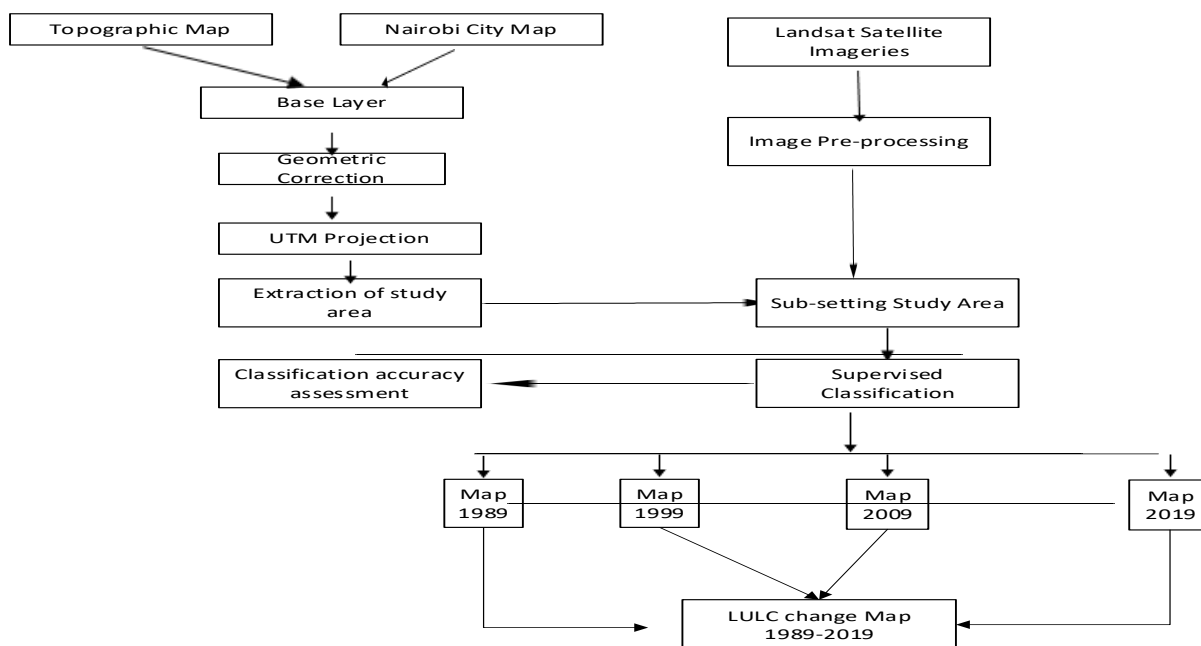 Topographic Map
Nairobi City Map
Landsat Satellite
Imageries
Base Layer
Image Pre-processing
Geometric
Correction
UTM Projection
Extraction of study
area
Sub-setting Study Area
Classification accuracy
assessment
Supervised
Classification
Map
1989
Map
1999
Map
2009
Map
2019
LULC change Map
1989-2019